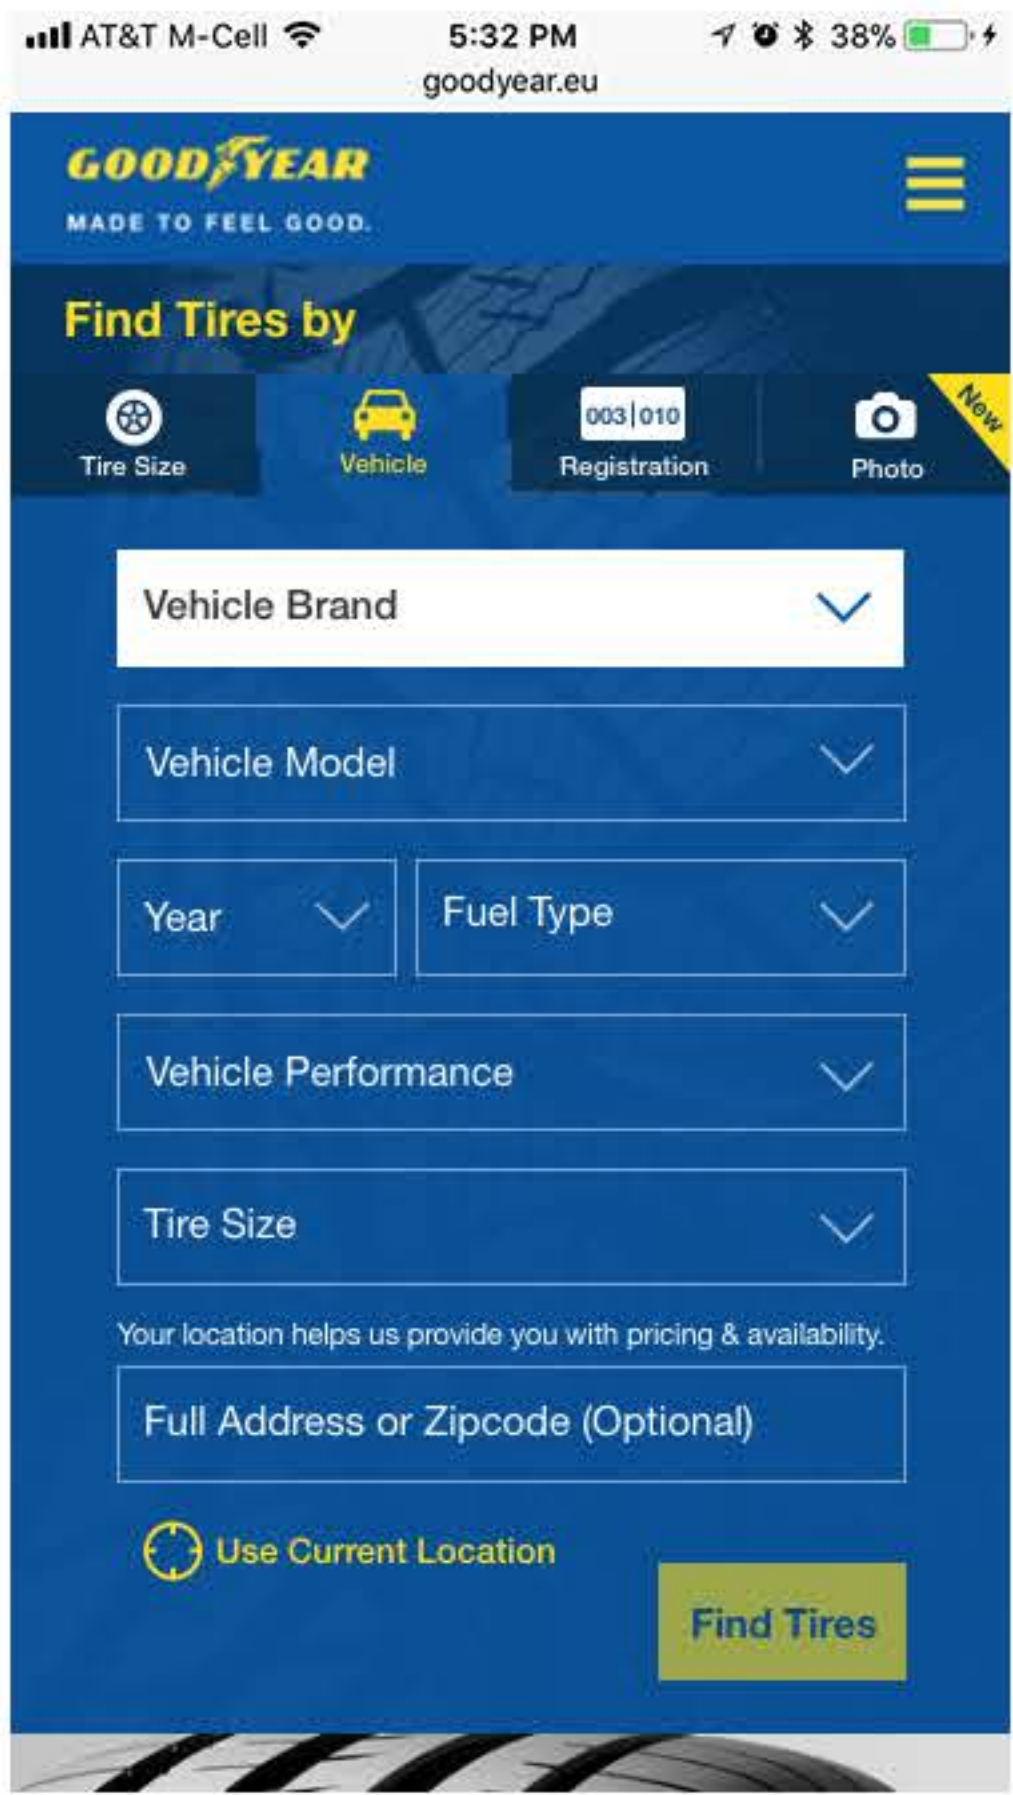 AT&T M-Cell 5:32 PM 38%
goodyear.eu
GOODYEAR
MADE TO FEEL GOOD.
Find Tires by
New
003|010
Tire Size Vehicle Registration Photo
Vehicle Brand
Vehicle Model
Year Fuel Type
Vehicle Performance
Tire Size
Your location helps us provide you with pricing & availability.
Full Address or Zipcode (Optional)
Use Current Location
Find Tires